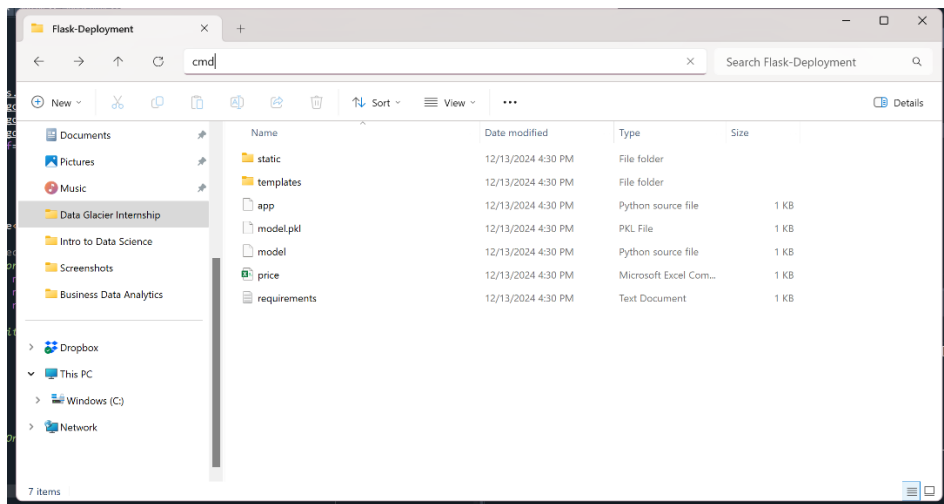 Flask-Deployment
cmd
Search Flask-Deployment
New
Sort
View
Details
Name Date modified Type Size
Documents
Pictures
Music
Data Glacier Internship
Intro to Data Science
Screenshots
Business Data Analytics
Dropbox
This PC
Windows (C:)
Network
static 12/13/2024 4:30 PM File folder
templates 12/13/2024 4:30 PM File folder
app 12/13/2024 4:30 PM Python source file 1 KB
model.pkl 12/13/2024 4:30 PM PKL File 1 KB
model 12/13/2024 4:30 PM Python source file 1 KB
price 12/13/2024 4:30 PM Microsoft Excel Com... 1 KB
requirements 12/13/2024 4:30 PM Text Document 1 KB
7 items